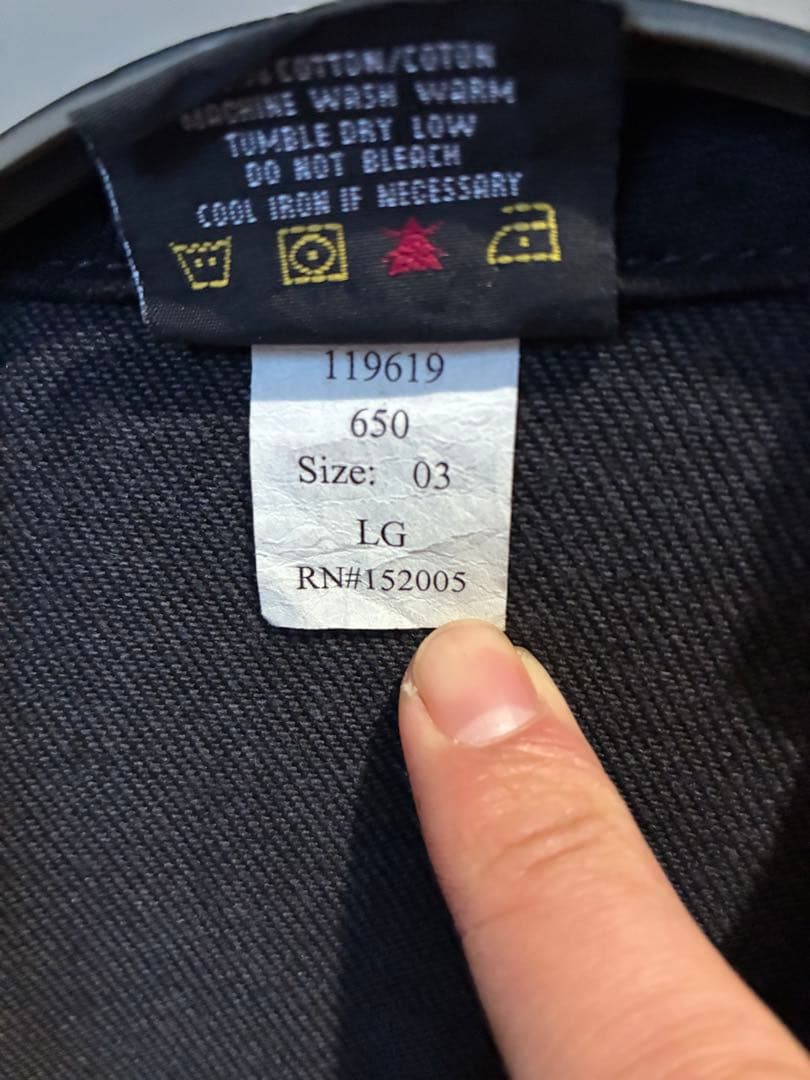 COTTON/COTON
MACHINE WASH WARM
TUMBLE DRY LOW
DO NOT BLEACH
COOL IRON IF NECESSARY
119619
650
Size: 03
LG
RN#152005